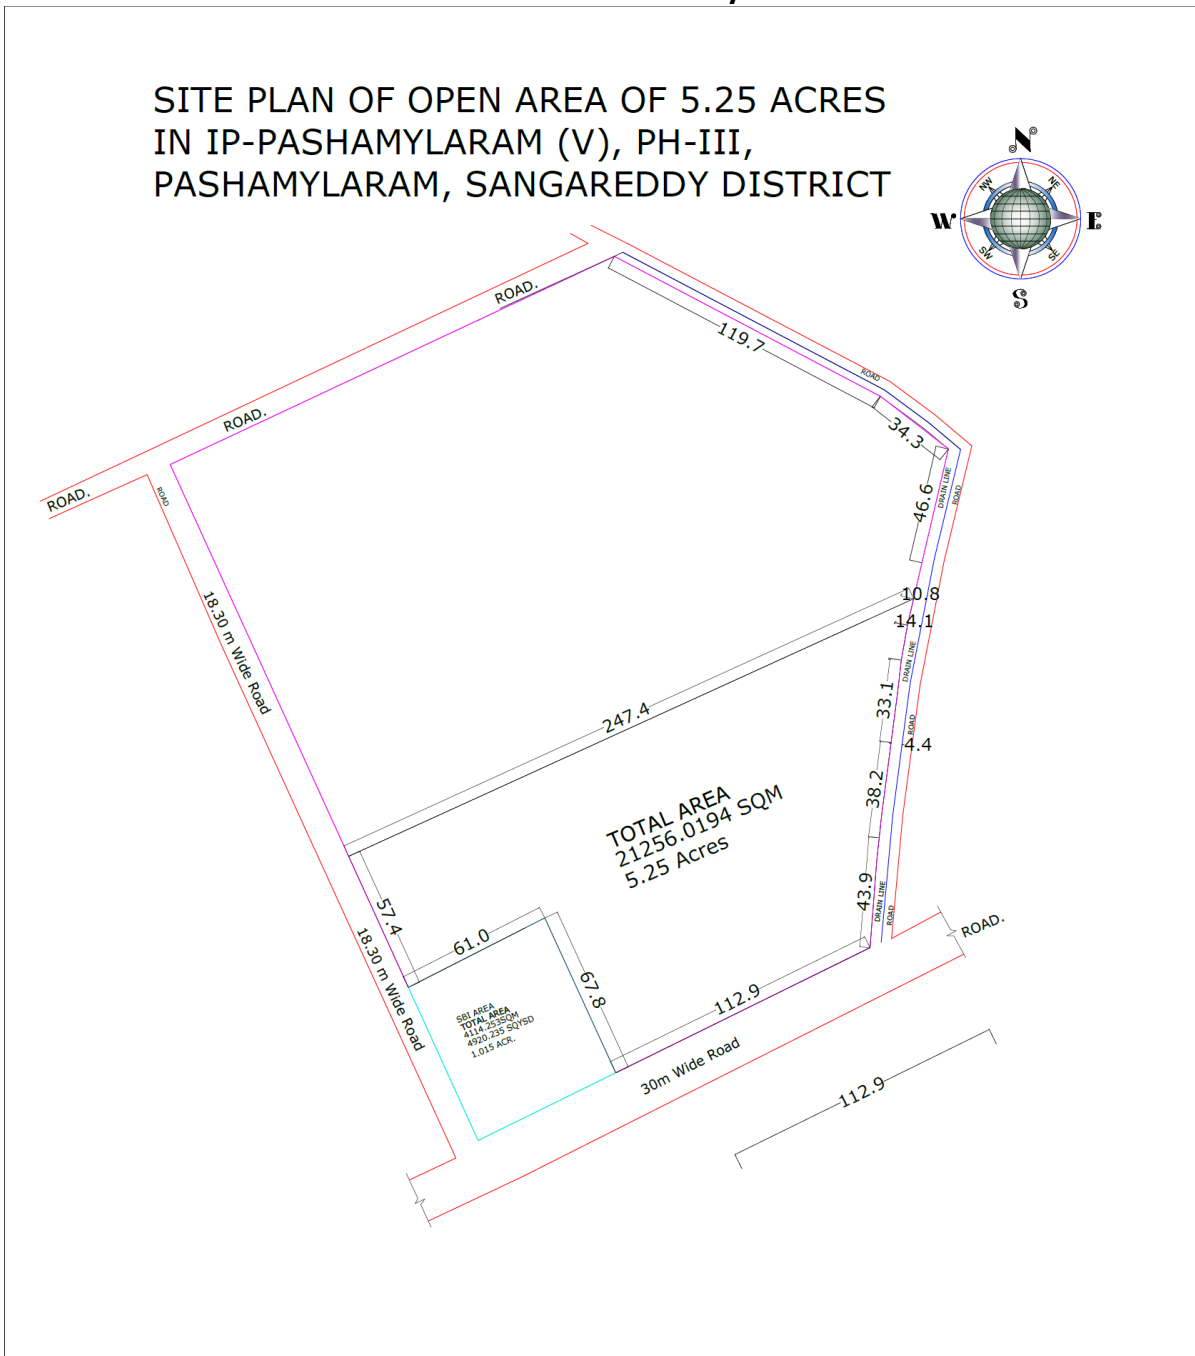 SITE PLAN OF OPEN AREA OF 5.25 ACRES
IN IP-PASHAMYLARAM (V), PH-III,
PASHAMYLARAM, SANGAREDDY DISTRICT
N
NW
NE
W
E
SW
SE
S
ROAD.
119.7
ROAD
ROAD.
34.3
ROAD.
ROAD
46.6
DRAIN LINE
ROAD
10.8
14.1
18.30 m Wide Road
DRAIN LINE
33.1
247.4
ROAD
4.4
38.2
TOTAL AREA
21256.0194 SQM
5.25 Acres
43.9
DRAIN LINE
ROAD
57.4
61.0
ROAD.
18.30 m Wide Road
67.8
112.9
SBI AREA
TOTAL AREA
4114.253SQM
4920.235 SQYSD
1.015 ACR.
30m Wide Road
112.9